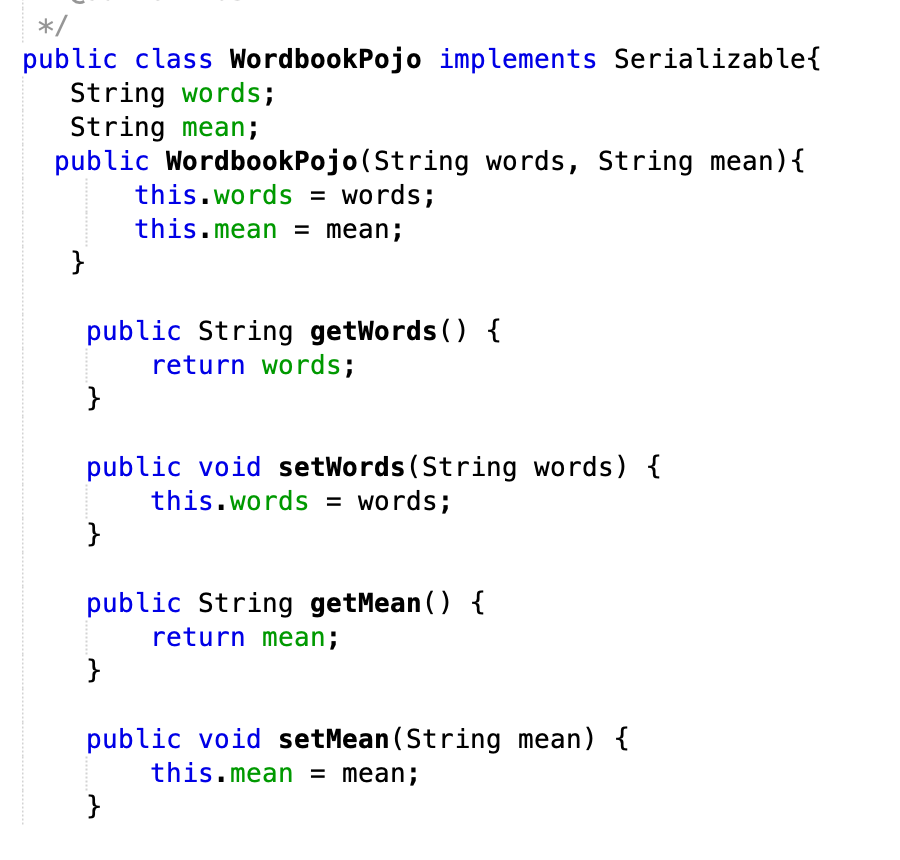 */
public class WordbookPojo implements Serializable{
String words;
String mean;
public WordbookPojo(String words, String mean){
this.words = words;
this.mean = mean;
}
public String getWords() {
return words;
}
public void setWords(String words) {
this.words = words;
}
public String getMean() {
return mean;
}
public void setMean(String mean) {
this.mean = mean;
}